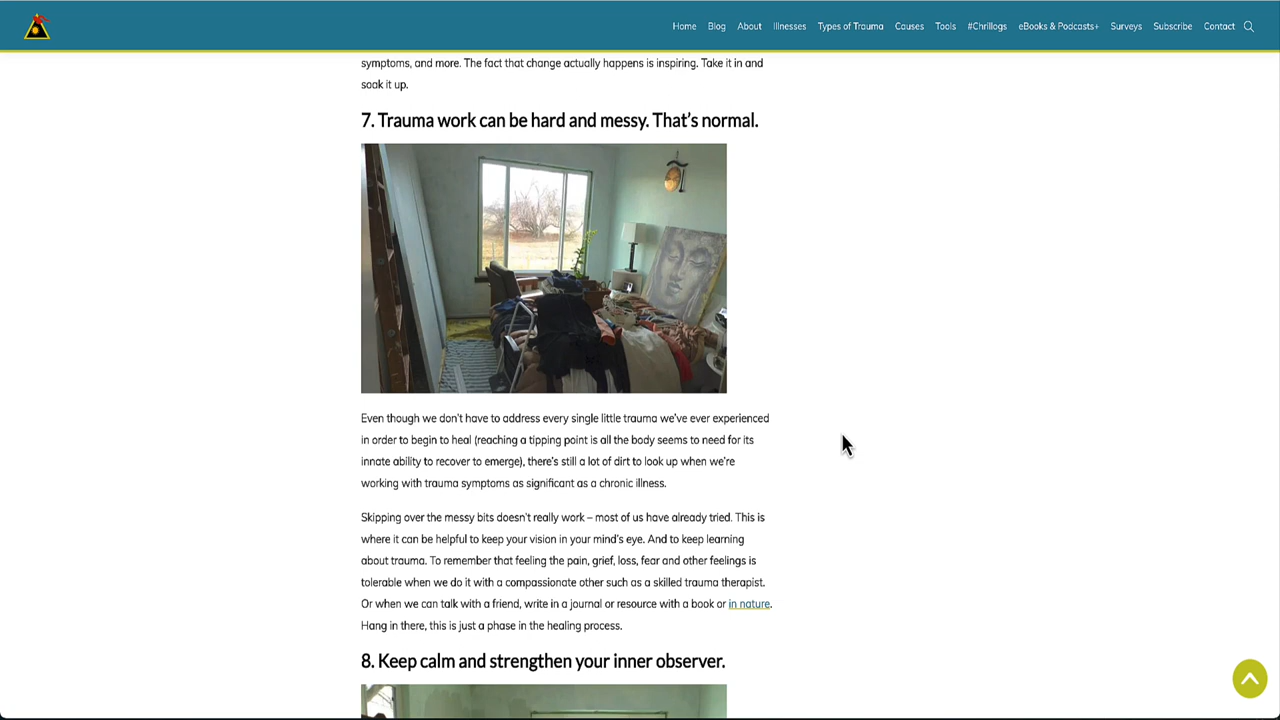 Home Blog About Illnesses Types of Trauma Causes Tools #Chrillogs eBooks & Podcasts+ Surveys Subscribe Contact
symptoms, and more. The fact that change actually happens is inspiring. Take it in and
soak it up.
7. Trauma work can be hard and messy. That’s normal.
Even though we don’t have to address every single little trauma we’ve ever experienced
in order to begin to heal (reaching a tipping point is all the body seems to need for its
innate ability to recover to emerge), there’s still a lot of dirt to look up when we’re
working with trauma symptoms as significant as a chronic illness.
Skipping over the messy bits doesn’t really work – most of us have already tried. This is
where it can be helpful to keep your vision in your mind’s eye. And to keep learning
about trauma. To remember that feeling the pain, grief, loss, fear and other feelings is
tolerable when we do it with a compassionate other such as a skilled trauma therapist.
Or when we can talk with a friend, write in a journal or resource with a book or in nature.
Hang in there, this is just a phase in the healing process.
8. Keep calm and strengthen your inner observer.